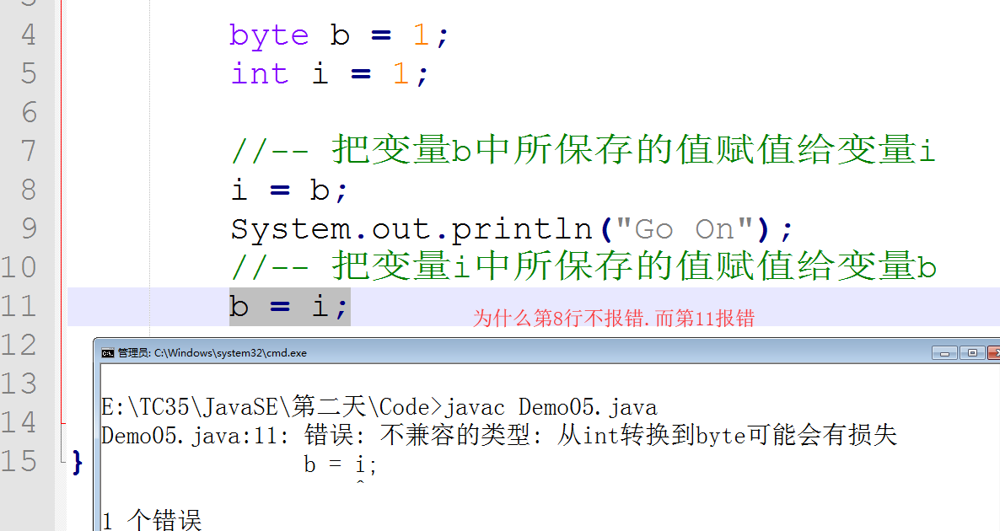 4 byte b = 1;
5 int i = 1;
6
7 //-- 把变量b中所保存的值赋值给变量i
8 i = b;
9 System.out.println("Go On");
10 //-- 把变量i中所保存的值赋值给变量b
11 b = i; 为什么第8行不报错.而第11报错
12
管理员: C:\Windows\system32\cmd.exe
13
E:\TC35\JavaSE\第二天\Code>javac Demo05.java
14
Demo05.java:11: 错误: 不兼容的类型: 从int转换到byte可能会有损失
15 }
b = i;
^
1 个错误